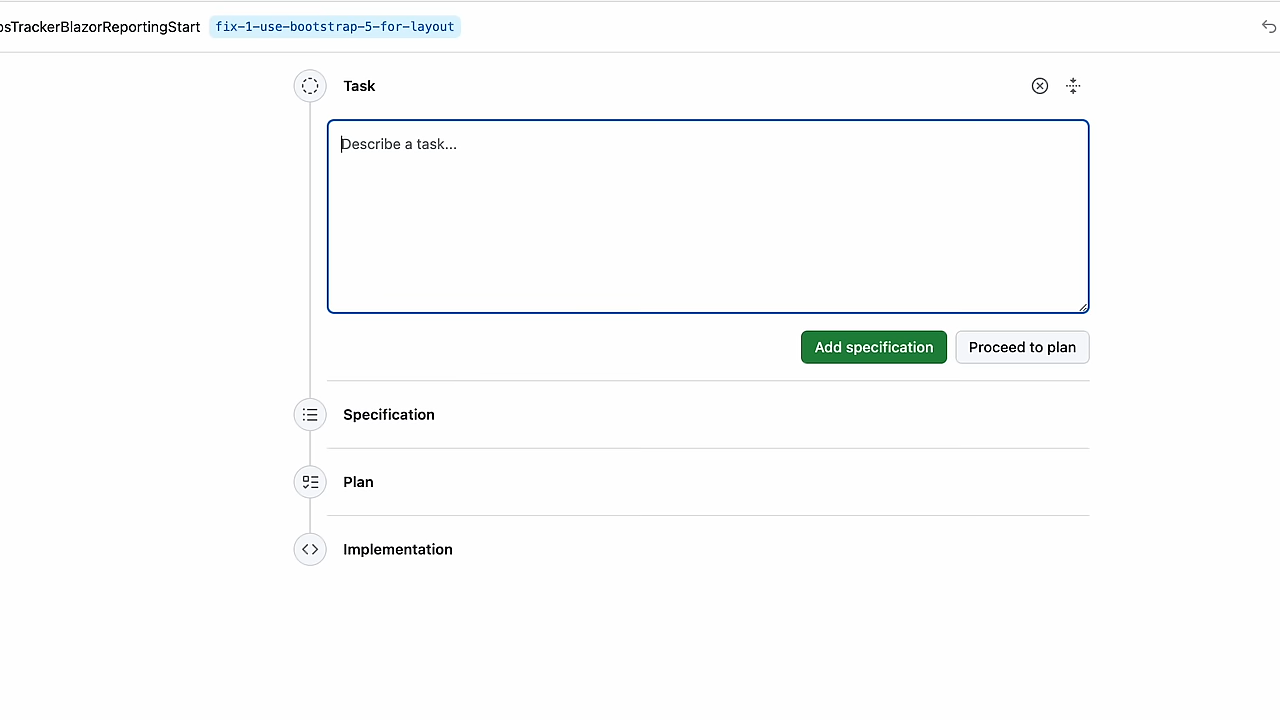 osTrackerBlazorReportingStart fix-1-use-bootstrap-5-for-layout
Task
Describe a task...
Add specification Proceed to plan
Specification
Plan
Implementation